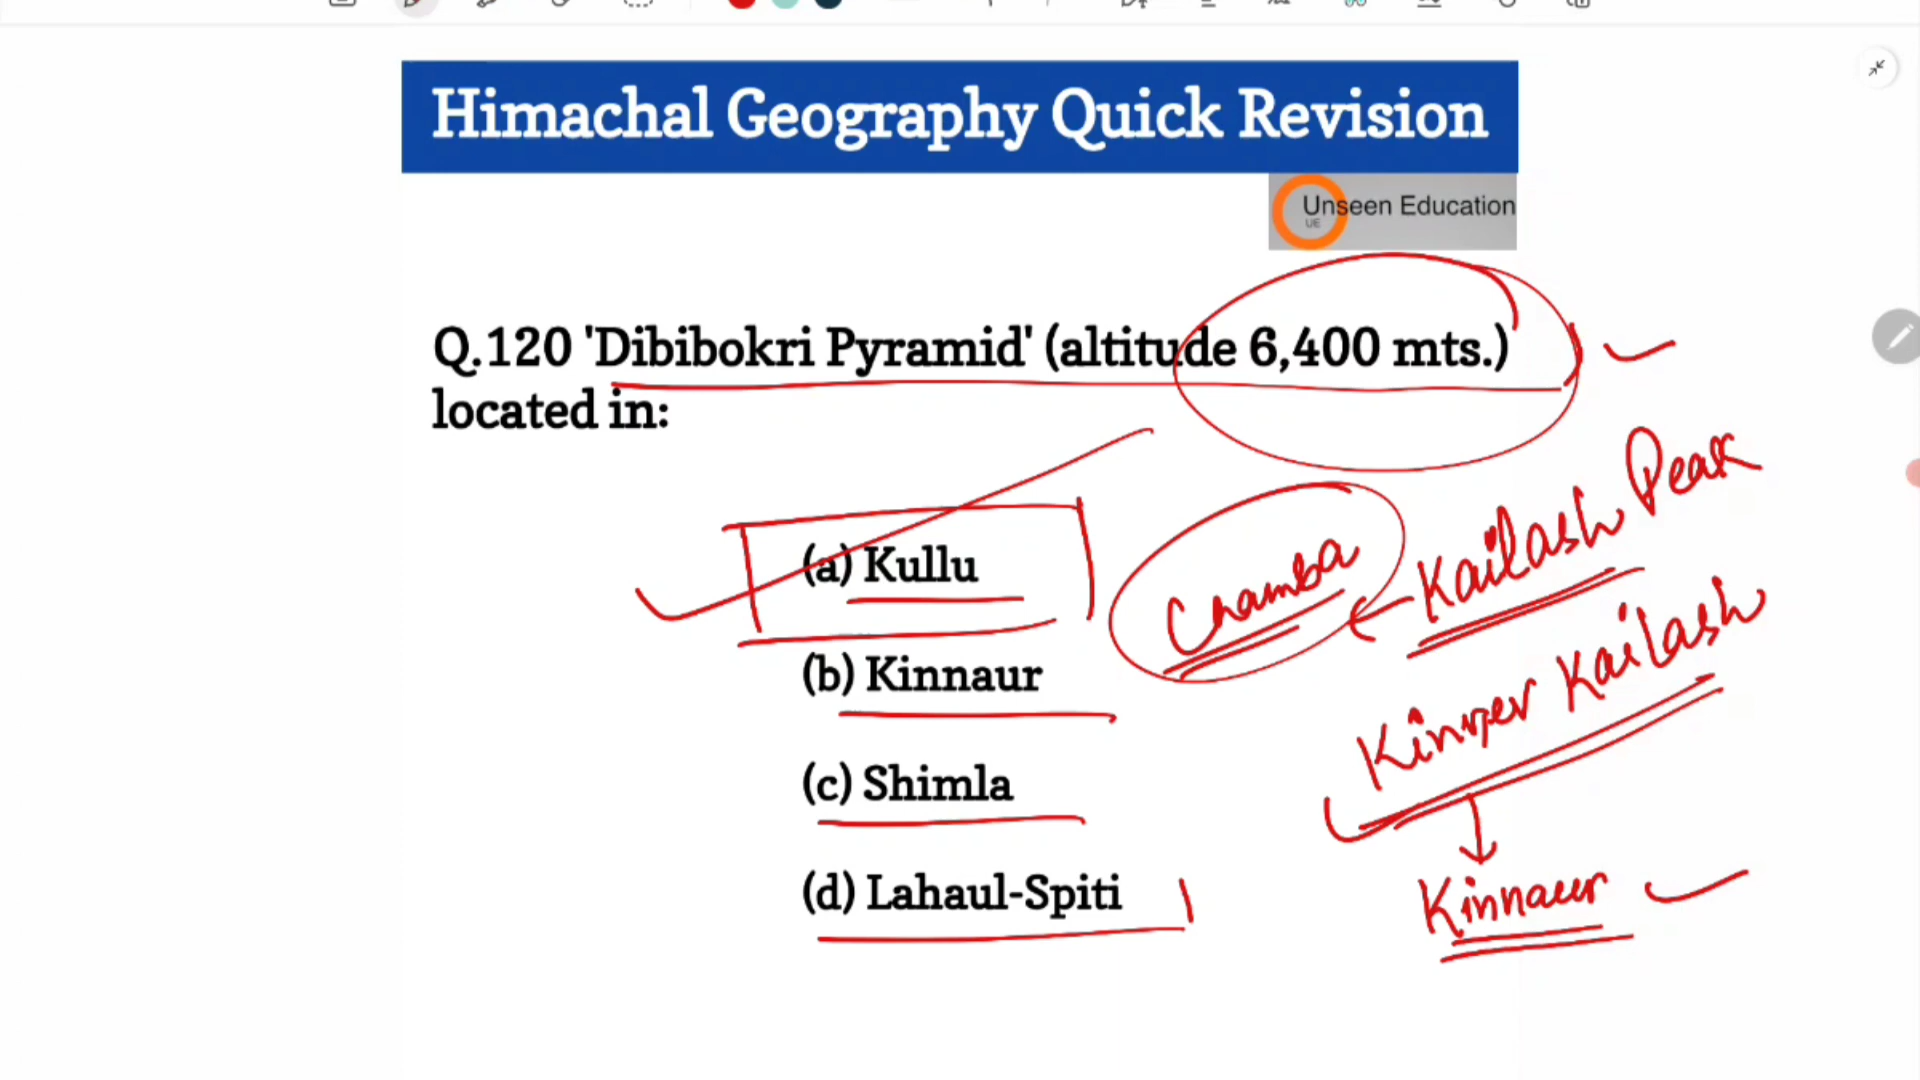 Himachal Geography Quick Revision
Unseen Education
UE
Q.120 'Dibibokri Pyramid' (altitude 6,400 mts.)
located in:
(a) Kullu
(b) Kinnaur
(c) Shimla
(d) Lahaul-Spiti
Chamba
Kailash Peak
Kinner Kailash
Kinnaur